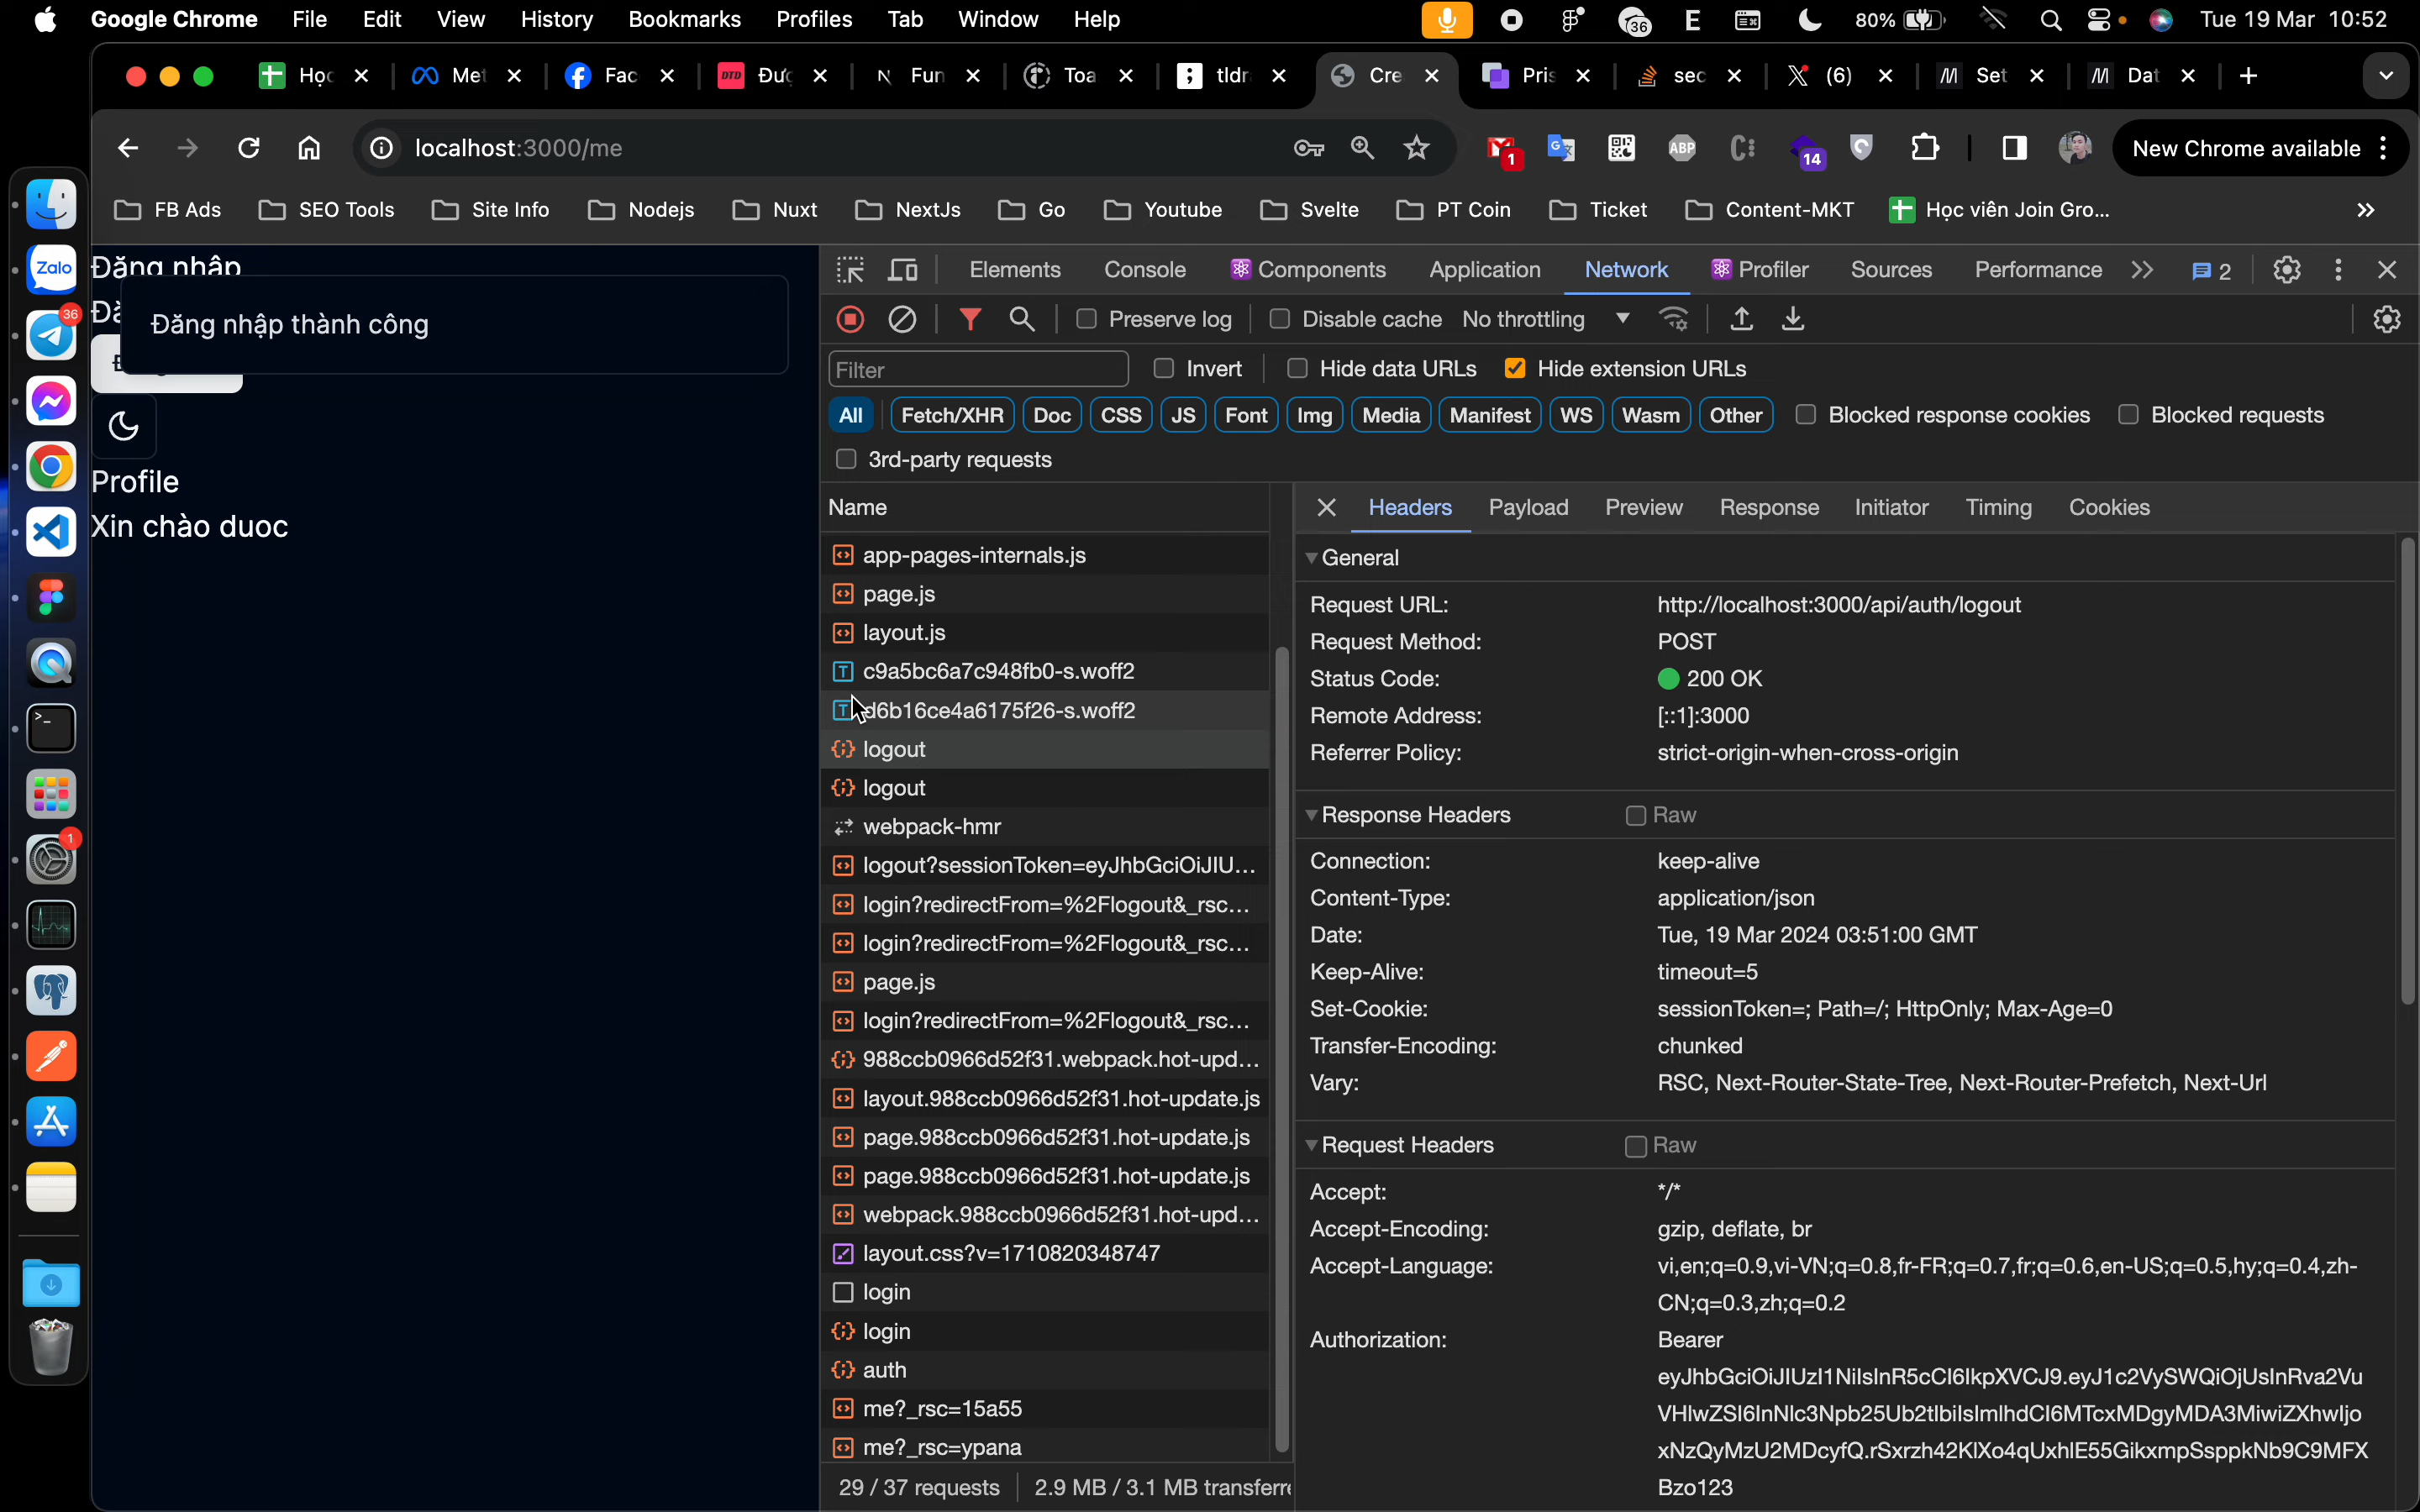 Google Chrome File Edit View History Bookmarks Profiles Tab Window Help 36 E 80% Tue 19 Mar 10:52
Học Met Fac DTD Đưc Fun Toa tldr Cre Pris sec (6) Set Dat
localhost:3000/me 1 ABP 14 New Chrome available
FB Ads SEO Tools Site Info Nodejs Nuxt NextJs Go Youtube Svelte PT Coin Ticket Content-MKT Học viên Join Gro...
Zalo
36
1
Đăng nhập
Đăng nhập thành công
Profile
Xin chào duoc
Elements Console Components Application Network Profiler Sources Performance 2
Preserve log Disable cache No throttling
Filter Invert Hide data URLs Hide extension URLs
All Fetch/XHR Doc CSS JS Font Img Media Manifest WS Wasm Other Blocked response cookies Blocked requests
3rd-party requests
Name
app-pages-internals.js
page.js
layout.js
c9a5bc6a7c948fb0-s.woff2
d6b16ce4a6175f26-s.woff2
logout
logout
webpack-hmr
logout?sessionToken=eyJhbGciOiJIU...
login?redirectFrom=%2Flogout&_rsc...
login?redirectFrom=%2Flogout&_rsc...
page.js
login?redirectFrom=%2Flogout&_rsc...
988ccb0966d52f31.webpack.hot-upd...
layout.988ccb0966d52f31.hot-update.js
page.988ccb0966d52f31.hot-update.js
page.988ccb0966d52f31.hot-update.js
webpack.988ccb0966d52f31.hot-upd...
layout.css?v=1710820348747
login
login
auth
me?_rsc=15a55
me?_rsc=ypana
29 / 37 requests 2.9 MB / 3.1 MB transferre
Headers Payload Preview Response Initiator Timing Cookies
General
Request URL: http://localhost:3000/api/auth/logout
Request Method: POST
Status Code: 200 OK
Remote Address: [::1]:3000
Referrer Policy: strict-origin-when-cross-origin
Response Headers Raw
Connection: keep-alive
Content-Type: application/json
Date: Tue, 19 Mar 2024 03:51:00 GMT
Keep-Alive: timeout=5
Set-Cookie: sessionToken=; Path=/; HttpOnly; Max-Age=0
Transfer-Encoding: chunked
Vary: RSC, Next-Router-State-Tree, Next-Router-Prefetch, Next-Url
Request Headers Raw
Accept: */*
Accept-Encoding: gzip, deflate, br
Accept-Language: vi,en;q=0.9,vi-VN;q=0.8,fr-FR;q=0.7,fr;q=0.6,en-US;q=0.5,hy;q=0.4,zh-
CN;q=0.3,zh;q=0.2
Authorization: Bearer
eyJhbGciOiJIUzI1NiIsInR5cCI6IkpXVCJ9.eyJ1c2VySWQiOjUsInRva2Vu
VHlwZSI6InNlc3Npb25Ub2tlbiIsImlhdCI6MTcxMDgyMDA3MiwiZXhwIjo
xNzQyMzU2MDcyfQ.rSxrzh42KlXo4qUxhlE55GikxmpSsppkNb9C9MFX
Bzo123